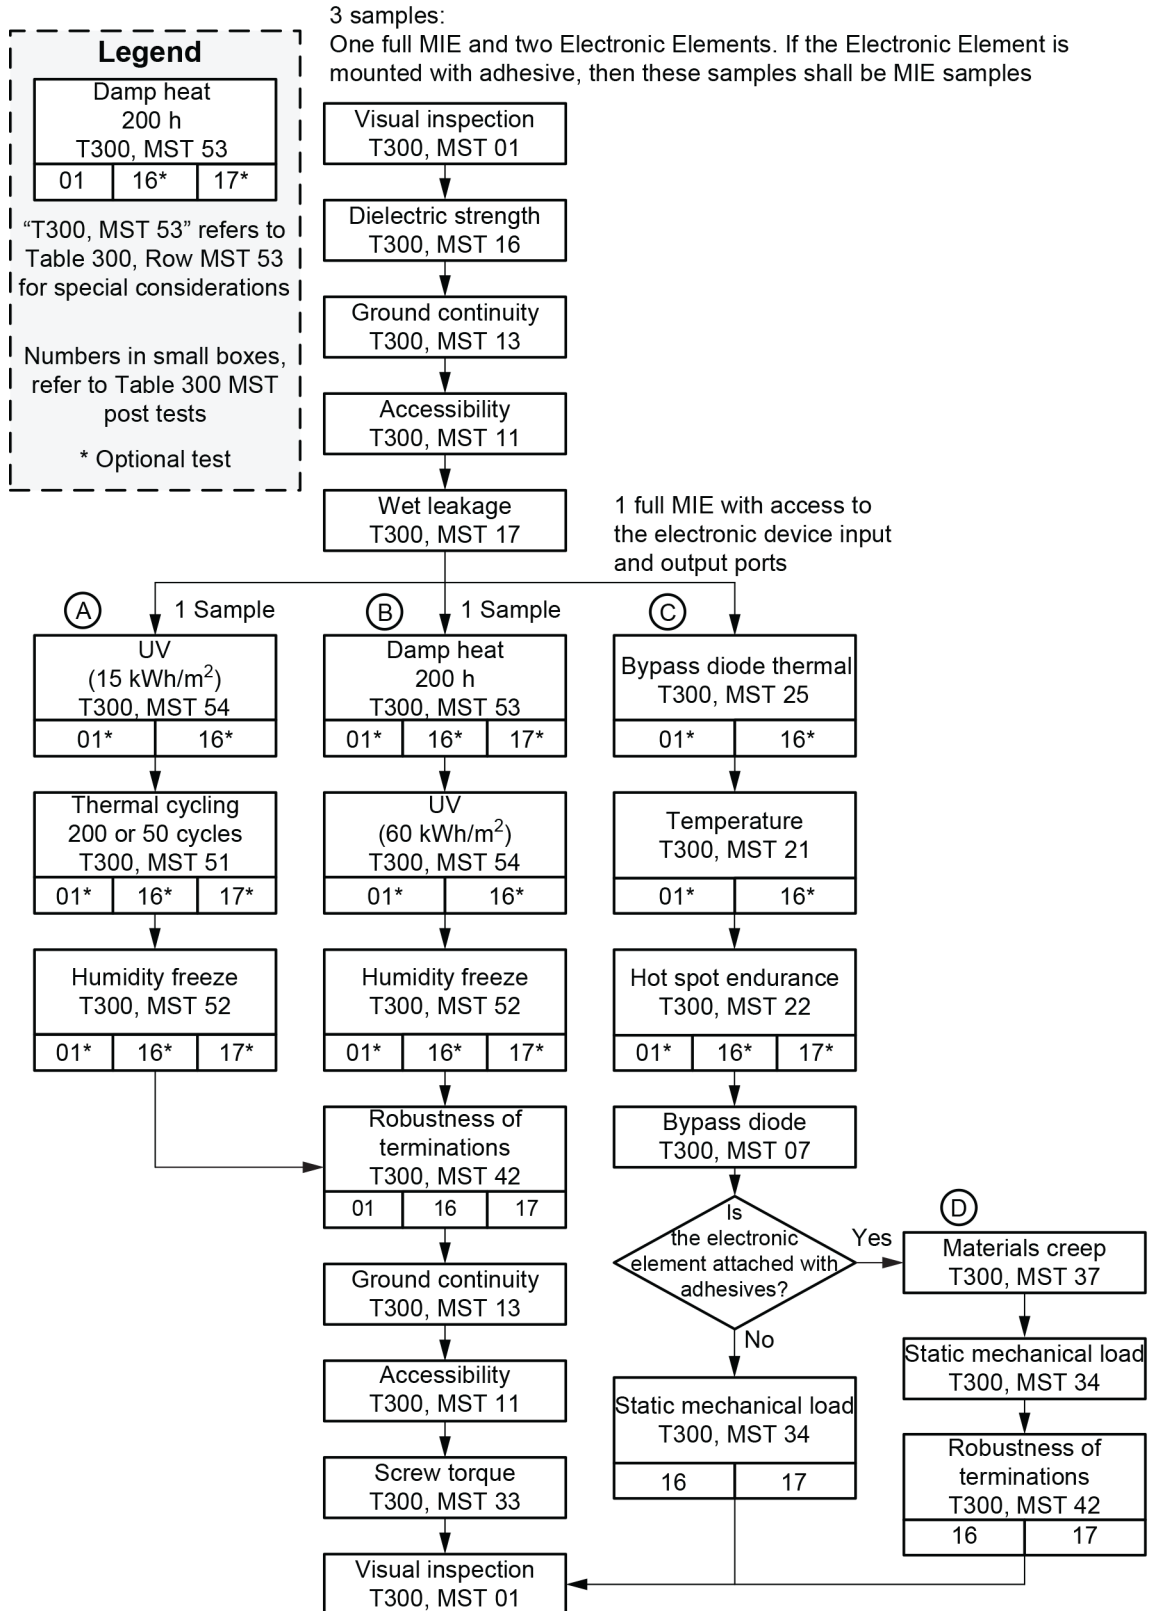 Legend
Damp heat
200 h
T300, MST 53
01 16* 17*
“T300, MST 53” refers to
Table 300, Row MST 53
for special considerations
Numbers in small boxes,
refer to Table 300 MST
post tests
* Optional test
3 samples:
One full MIE and two Electronic Elements. If the Electronic Element is
mounted with adhesive, then these samples shall be MIE samples
Visual inspection
T300, MST 01
Dielectric strength
T300, MST 16
Ground continuity
T300, MST 13
Accessibility
T300, MST 11
Wet leakage
T300, MST 17
1 full MIE with access to
the electronic device input
and output ports
A
1 Sample
UV
(15 kWh/m²)
T300, MST 54
01* 16*
Thermal cycling
200 or 50 cycles
T300, MST 51
01* 16* 17*
Humidity freeze
T300, MST 52
01* 16* 17*
B
1 Sample
Damp heat
200 h
T300, MST 53
01* 16* 17*
UV
(60 kWh/m²)
T300, MST 54
01* 16*
Humidity freeze
T300, MST 52
01* 16* 17*
Robustness of
terminations
T300, MST 42
01 16 17
Ground continuity
T300, MST 13
Accessibility
T300, MST 11
Screw torque
T300, MST 33
Visual inspection
T300, MST 01
C
Bypass diode thermal
T300, MST 25
01* 16*
Temperature
T300, MST 21
01* 16*
Hot spot endurance
T300, MST 22
01* 16* 17*
Bypass diode
T300, MST 07
Is
the electronic
element attached with
adhesives?
Yes
No
Static mechanical load
T300, MST 34
16 17
D
Materials creep
T300, MST 37
Static mechanical load
T300, MST 34
Robustness of
terminations
T300, MST 42
16 17